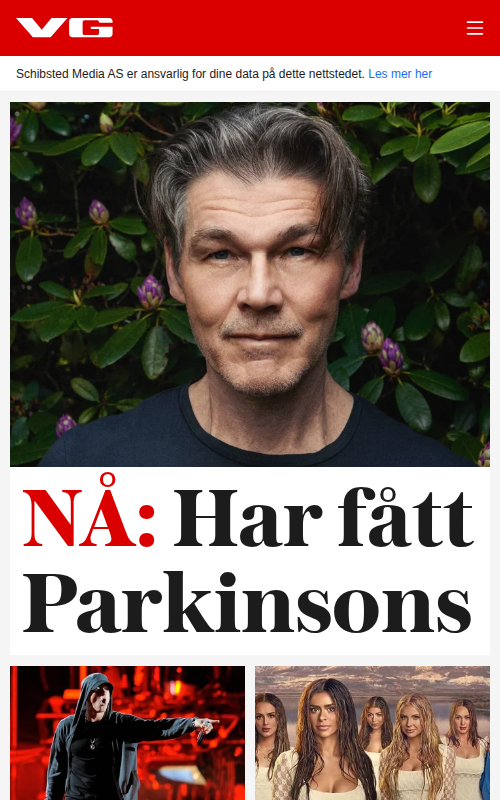 VG
Schibsted Media AS er ansvarlig for dine data på dette nettstedet. Les mer her
NÅ: Har fått
Parkinsons